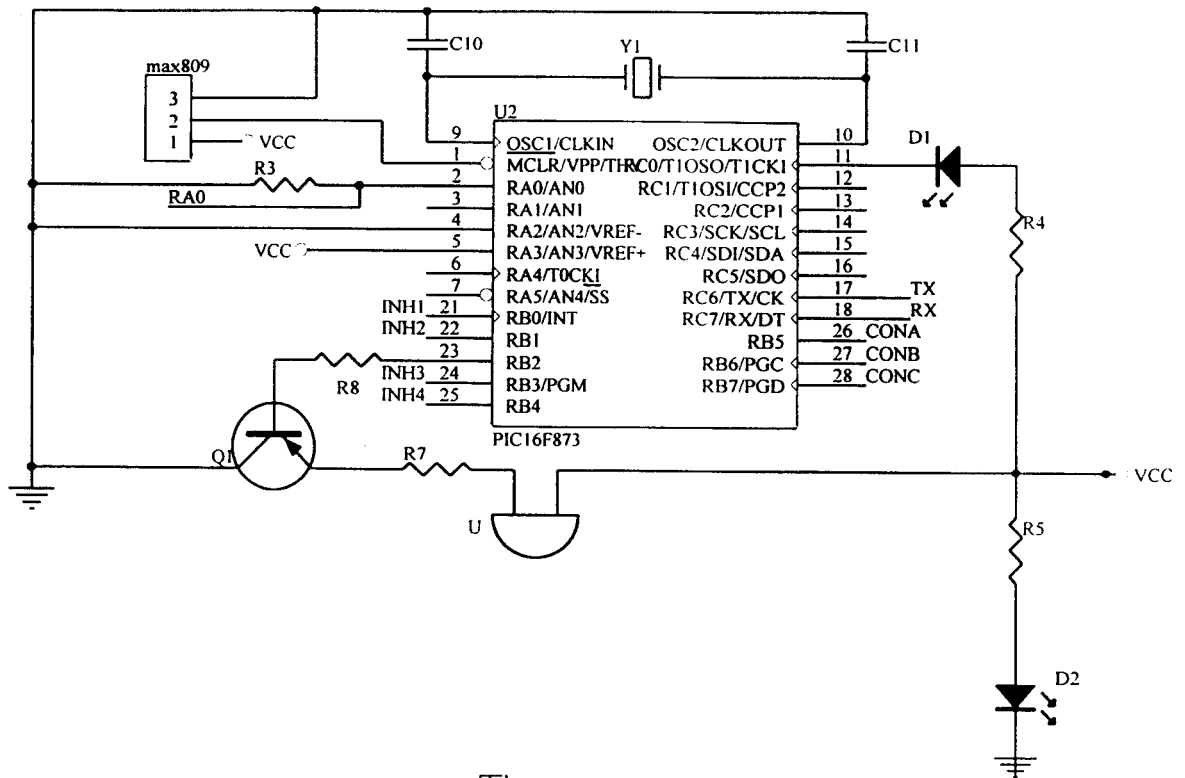 C10
Y1
C11
max809
3
2
1
VCC
U2
9 OSC1/CLKIN
1 MCLR/VPP/THR
2 RA0/AN0
3 RA1/AN1
4 RA2/AN2/VREF-
5 RA3/AN3/VREF+
6 RA4/T0CKI
7 RA5/AN4/SS
INH1 21 RB0/INT
INH2 22 RB1
23 RB2
INH3 24 RB3/PGM
INH4 25 RB4
OSC2/CLKOUT 10
RC0/T1OSO/T1CKI 11
RC1/T1OSI/CCP2 12
RC2/CCP1 13
RC3/SCK/SCL 14
RC4/SDI/SDA 15
RC5/SDO 16
RC6/TX/CK 17 TX
RC7/RX/DT 18 RX
RB5 26 CONA
RB6/PGC 27 CONB
RB7/PGD 28 CONC
PIC16F873
R3
RA0
VCC
D1
R4
R8
Q1
R7
U
VCC
R5
D2